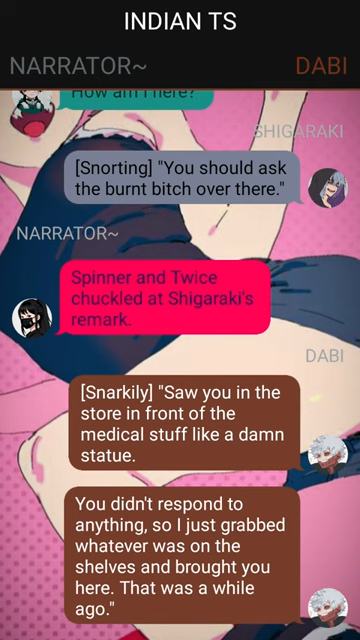 INDIAN TS
NARRATOR~ DABI
How am I here?
SHIGARAKI
[Snorting] "You should ask
the burnt bitch over there."
NARRATOR~
Spinner and Twice
chuckled at Shigaraki's
remark.
DABI
[Snarkily] "Saw you in the
store in front of the
medical stuff like a damn
statue.
You didn't respond to
anything, so I just grabbed
whatever was on the
shelves and brought you
here. That was a while
ago."